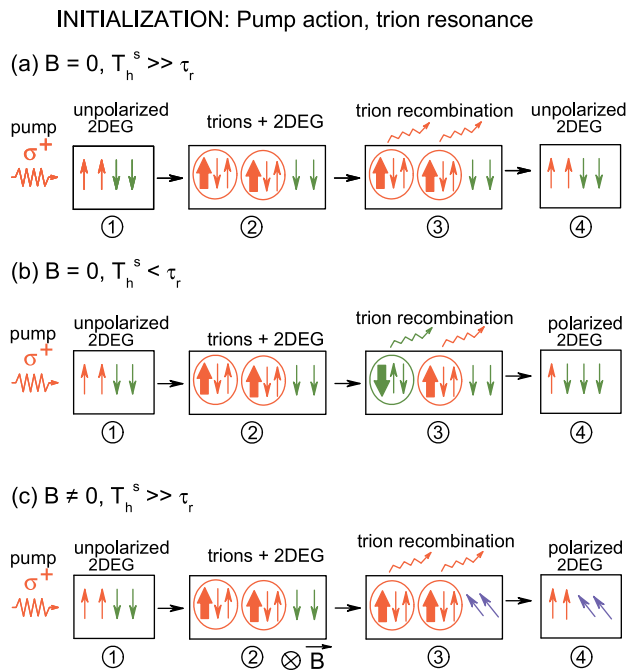 INITIALIZATION: Pump action, trion resonance
(a) B = 0, T_h^s >> τ_r
pump
σ+
unpolarized
2DEG
trions + 2DEG
trion recombination
unpolarized
2DEG
1
2
3
4
(b) B = 0, T_h^s < τ_r
pump
σ+
unpolarized
2DEG
trions + 2DEG
trion recombination
polarized
2DEG
1
2
3
4
(c) B ≠ 0, T_h^s >> τ_r
pump
σ+
unpolarized
2DEG
trions + 2DEG
trion recombination
polarized
2DEG
1
2
⊗ B
3
4